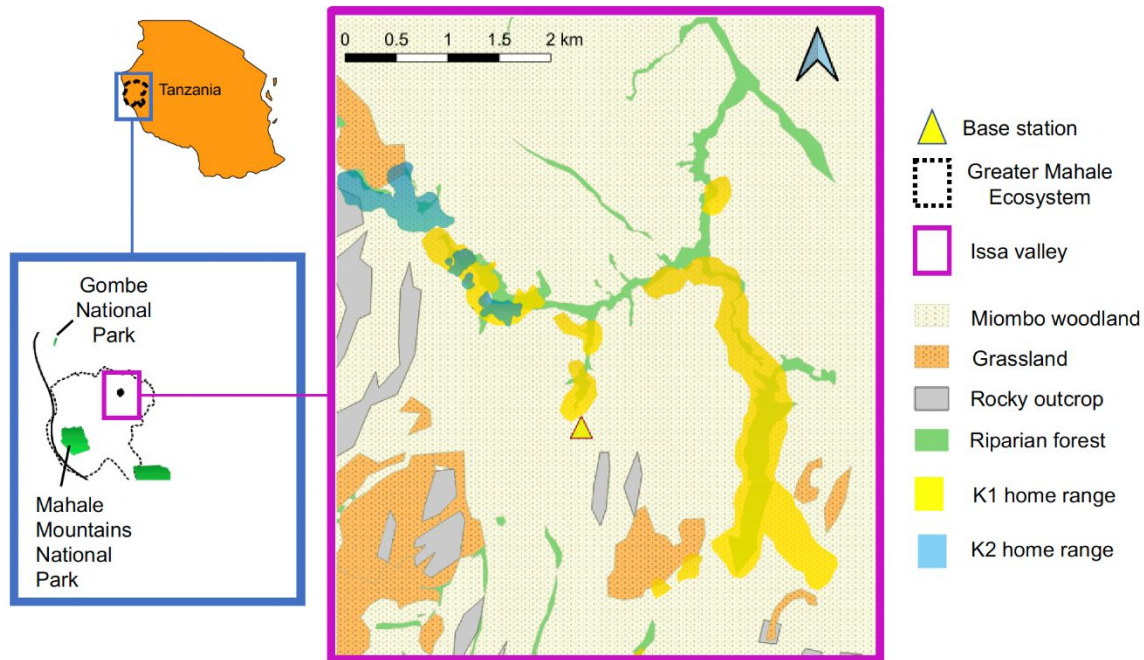 Tanzania
Gombe
National
Park
Mahale
Mountains
National
Park
0 0.5 1 1.5 2 km
Base station
Greater Mahale
Ecosystem
Issa valley
Miombo woodland
Grassland
Rocky outcrop
Riparian forest
K1 home range
K2 home range